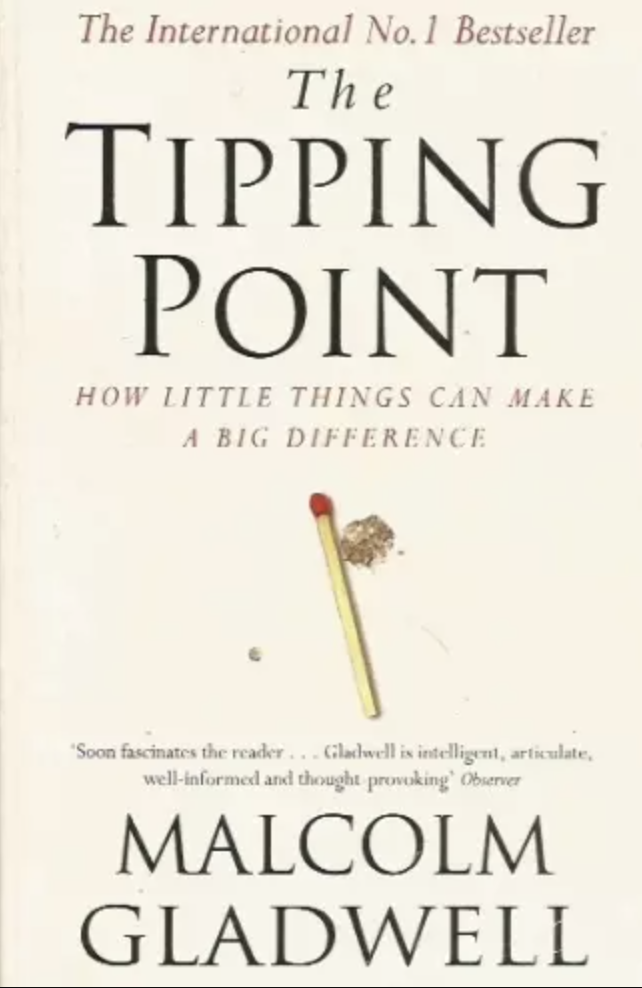 The International No.1 Bestseller
The
TIPPING
POINT
HOW LITTLE THINGS CAN MAKE
A BIG DIFFERENCE
'Soon fascinates the reader . . . Gladwell is intelligent, articulate,
well-informed and thought-provoking' Observer
MALCOLM
GLADWELL